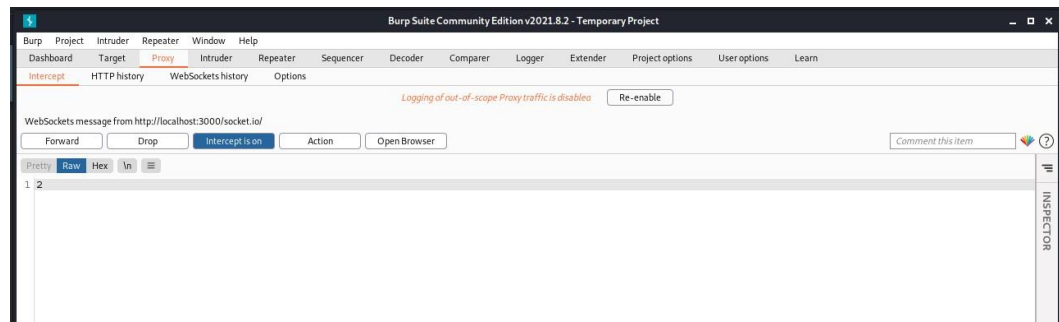 Burp Suite Community Edition v2021.8.2 - Temporary Project
Burp Project Intruder Repeater Window Help
Dashboard Target Proxy Intruder Repeater Sequencer Decoder Comparer Logger Extender Project options User options Learn
Intercept HTTP history WebSockets history Options
Logging of out-of-scope Proxy traffic is disabled Re-enable
WebSockets message from http://localhost:3000/socket.io/
Forward Drop Intercept is on Action Open Browser Comment this item ?
Pretty Raw Hex \n
1 2
INSPECTOR